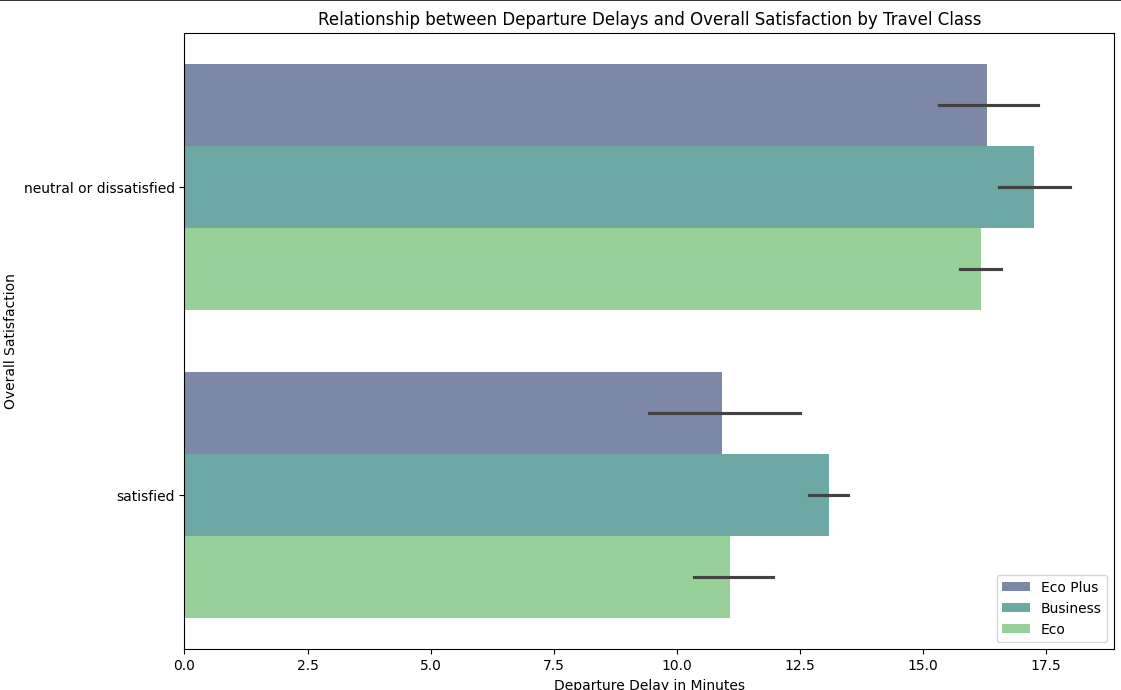 Relationship between Departure Delays and Overall Satisfaction by Travel Class
Overall Satisfaction
neutral or dissatisfied
satisfied
Eco Plus
Business
Eco
0.0 2.5 5.0 7.5 10.0 12.5 15.0 17.5
Departure Delay in Minutes